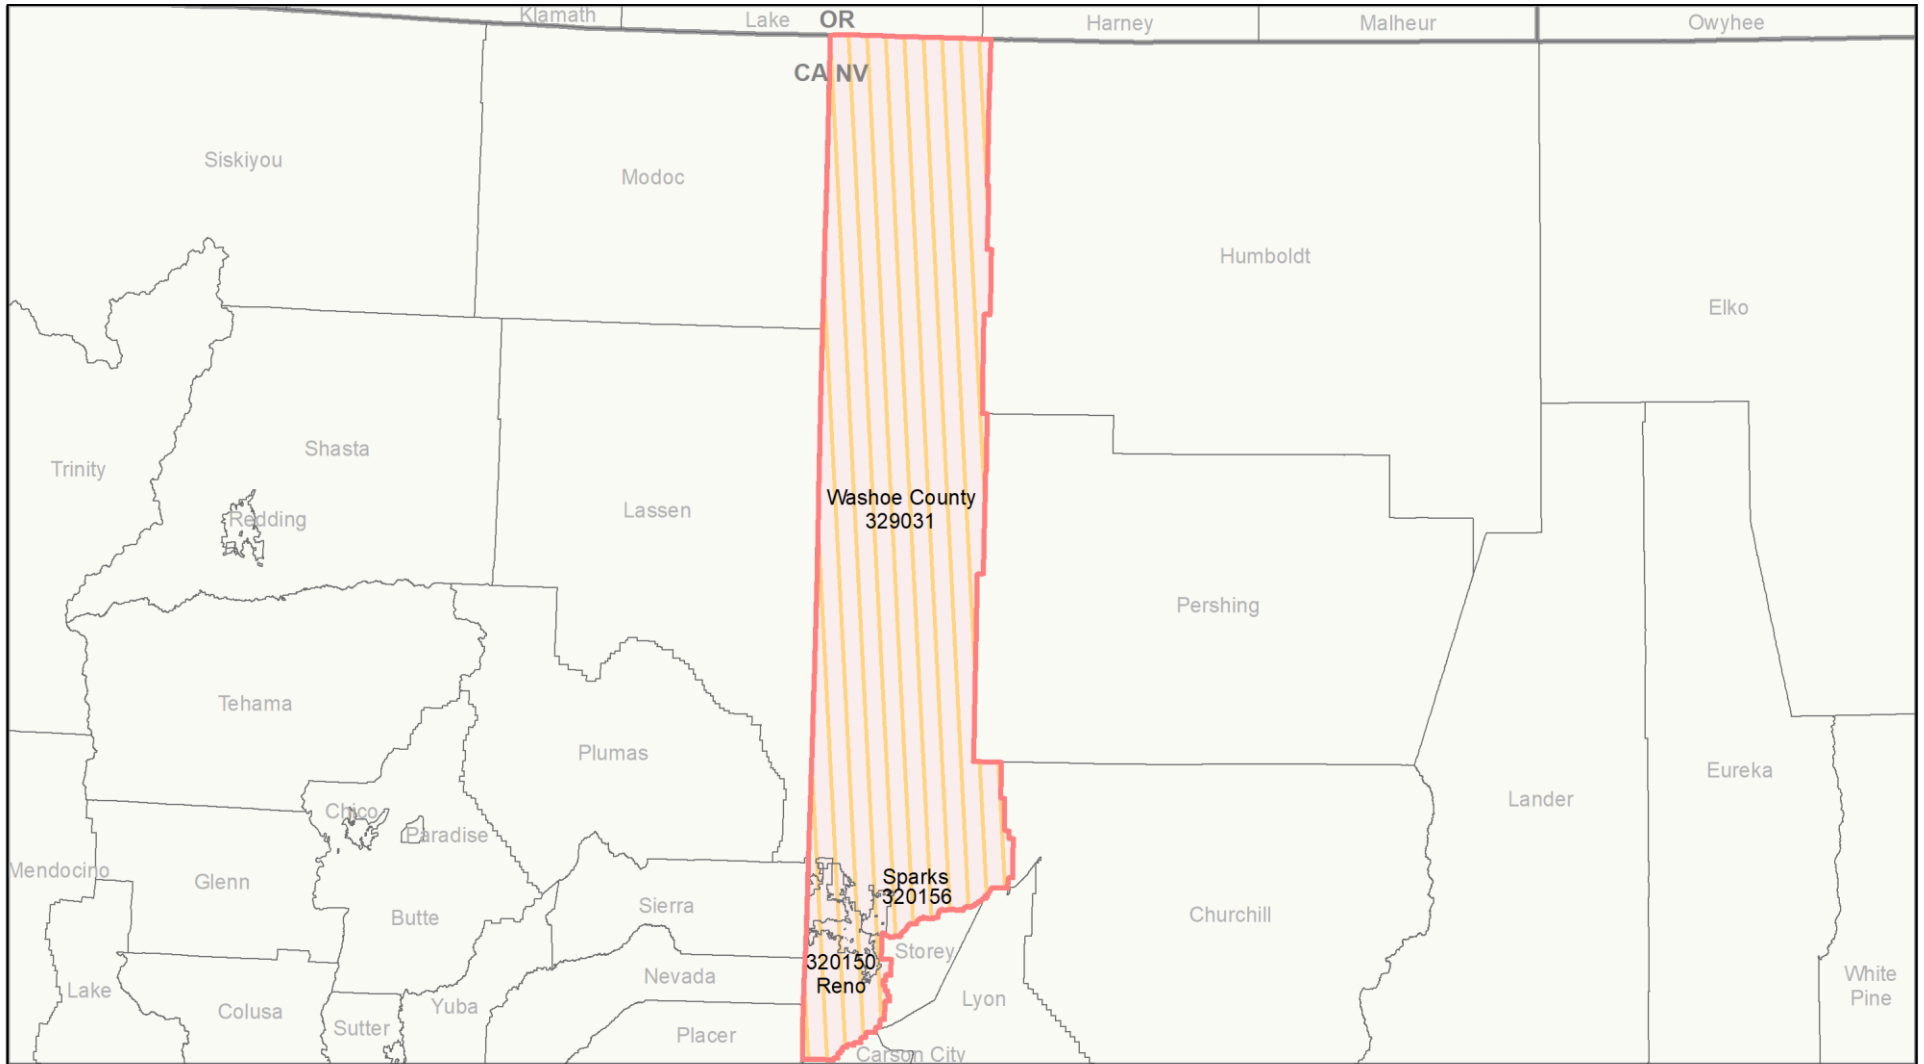 Klamath
Lake
OR
Harney
Malheur
Owyhee
CA NV
Siskiyou
Modoc
Humboldt
Elko
Shasta
Trinity
Washoe County
329031
Lassen
Redding
Pershing
Tehama
Plumas
Eureka
Lander
Chico
Paradise
Mendocino
Glenn
Sparks
320156
Sierra
Butte
Churchill
Storey
320150
Reno
Nevada
White
Pine
Lake
Lyon
Yuba
Colusa
Sutter
Placer
Carson City